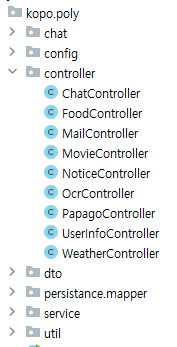 kopo.poly
chat
config
controller
ChatController
FoodController
MailController
MovieController
NoticeController
OcrController
PapagoController
UserInfoController
WeatherController
dto
persistance.mapper
service
util